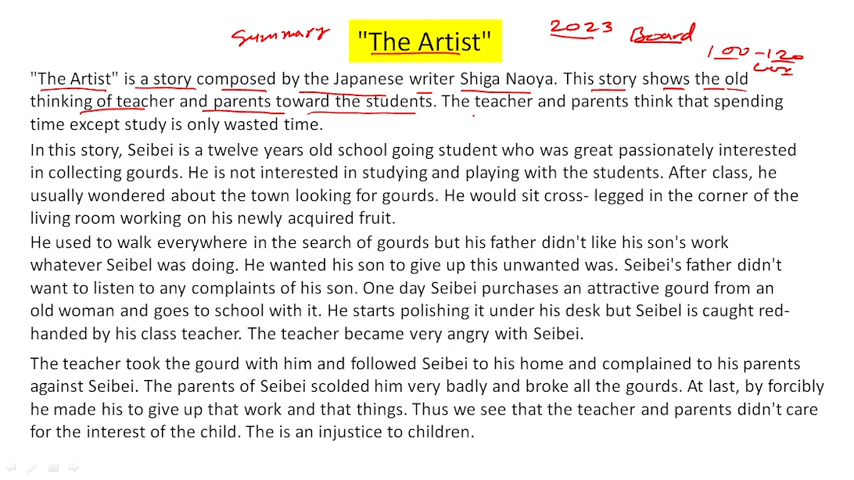 Summary
"The Artist"
2023 Board
100-120
"The Artist" is a story composed by the Japanese writer Shiga Naoya. This story shows the old
thinking of teacher and parents toward the students. The teacher and parents think that spending
time except study is only wasted time.
In this story, Seibei is a twelve years old school going student who was great passionately interested
in collecting gourds. He is not interested in studying and playing with the students. After class, he
usually wondered about the town looking for gourds. He would sit cross- legged in the corner of the
living room working on his newly acquired fruit.
He used to walk everywhere in the search of gourds but his father didn't like his son's work
whatever Seibel was doing. He wanted his son to give up this unwanted was. Seibei's father didn't
want to listen to any complaints of his son. One day Seibei purchases an attractive gourd from an
old woman and goes to school with it. He starts polishing it under his desk but Seibel is caught red-
handed by his class teacher. The teacher became very angry with Seibei.
The teacher took the gourd with him and followed Seibei to his home and complained to his parents
against Seibei. The parents of Seibei scolded him very badly and broke all the gourds. At last, by forcibly
he made his to give up that work and that things. Thus we see that the teacher and parents didn't care
for the interest of the child. The is an injustice to children.